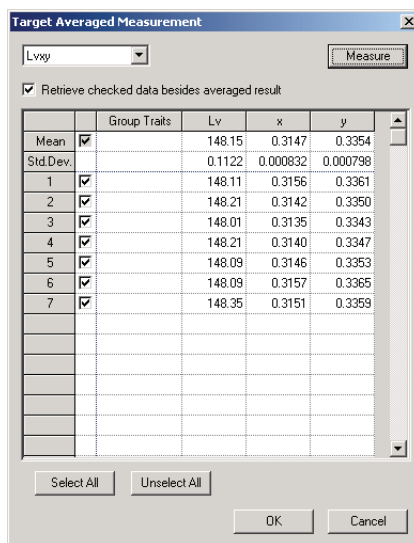 Target Averaged Measurement
Lvxy
Measure
Retrieve checked data besides averaged result
Group Traits Lv x y
Mean 148.15 0.3147 0.3354
Std.Dev. 0.1122 0.000832 0.000798
1 148.11 0.3156 0.3361
2 148.21 0.3142 0.3350
3 148.01 0.3135 0.3343
4 148.21 0.3140 0.3347
5 148.09 0.3146 0.3353
6 148.09 0.3157 0.3365
7 148.35 0.3151 0.3359
Select All Unselect All
OK Cancel